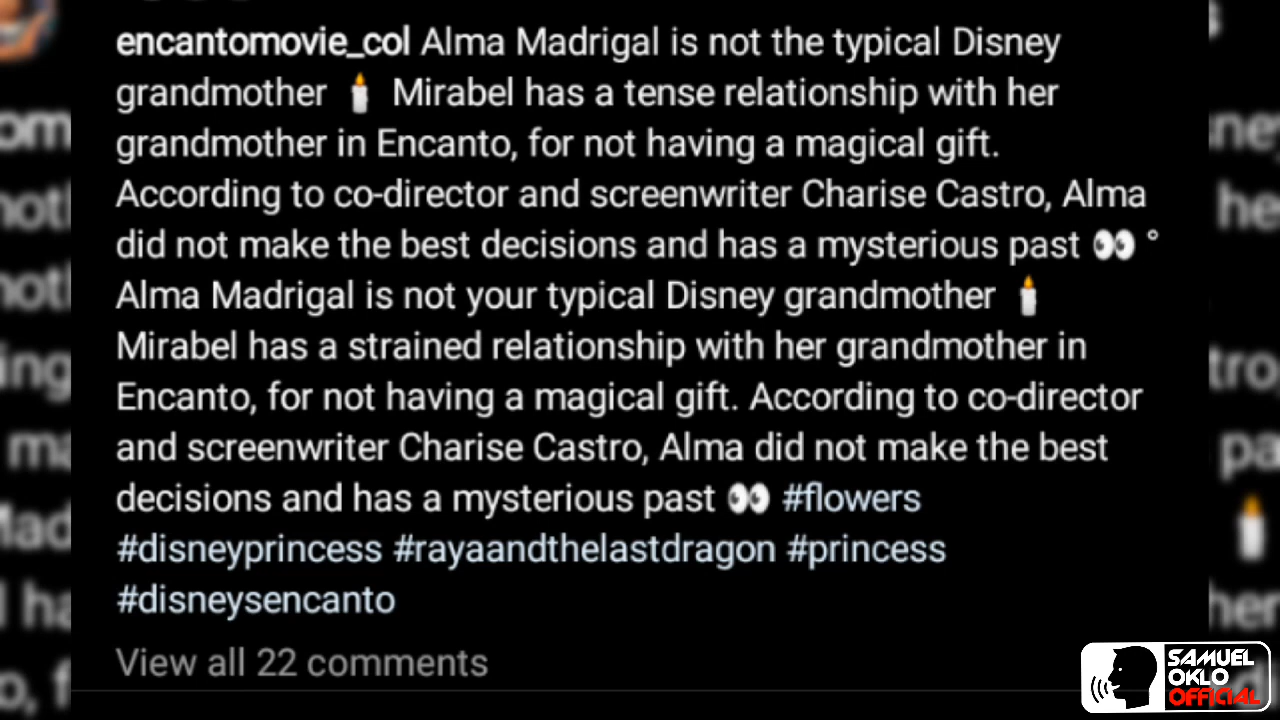 encantomovie_col Alma Madrigal is not the typical Disney
grandmother 🕯️ Mirabel has a tense relationship with her
grandmother in Encanto, for not having a magical gift.
According to co-director and screenwriter Charise Castro, Alma
did not make the best decisions and has a mysterious past 👀 °
Alma Madrigal is not your typical Disney grandmother 🕯️
Mirabel has a strained relationship with her grandmother in
Encanto, for not having a magical gift. According to co-director
and screenwriter Charise Castro, Alma did not make the best
decisions and has a mysterious past 👀 #flowers
#disneyprincess #rayaandthelastdragon #princess
#disneysencanto
View all 22 comments
SAMUEL
OKLO
OFFICIAL